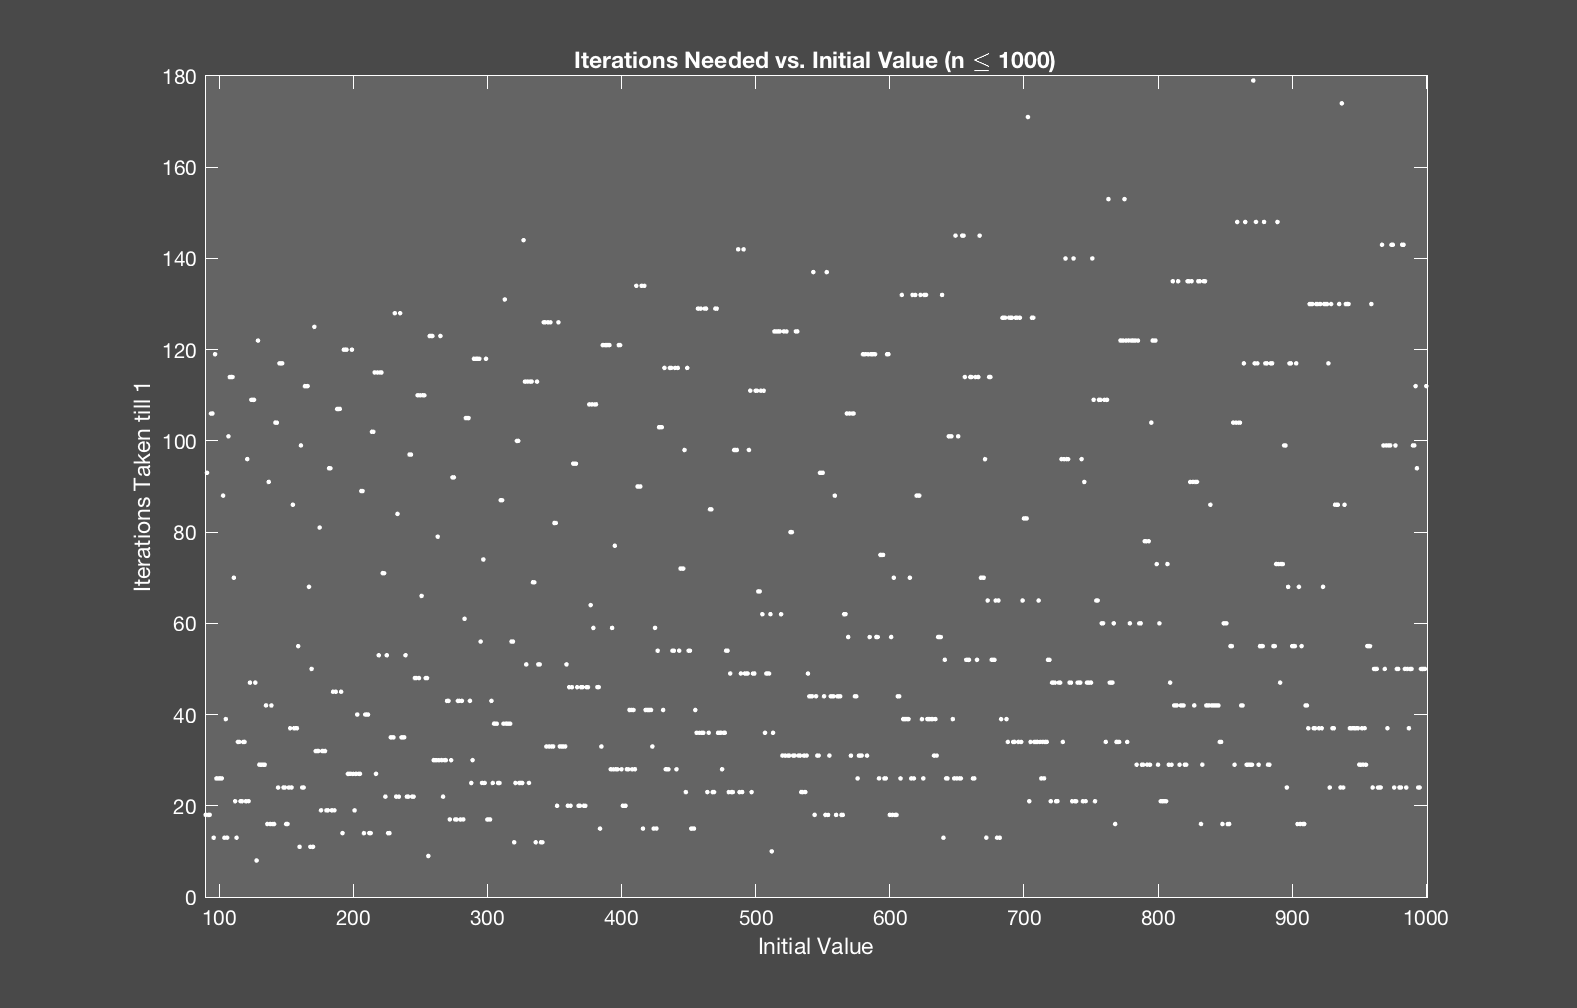 Iterations Needed vs. Initial Value (n ≤ 1000)
180
160
140
120
100
80
60
40
20
0
Iterations Taken till 1
100 200 300 400 500 600 700 800 900 1000
Initial Value